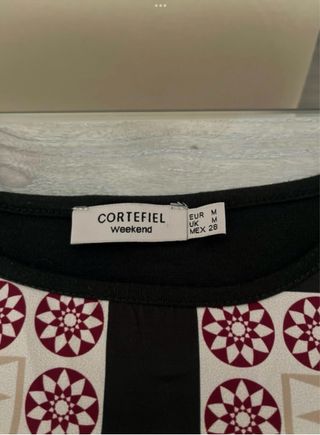 CORTEFIEL
Weekend
EUR M
UK M
MEX 28